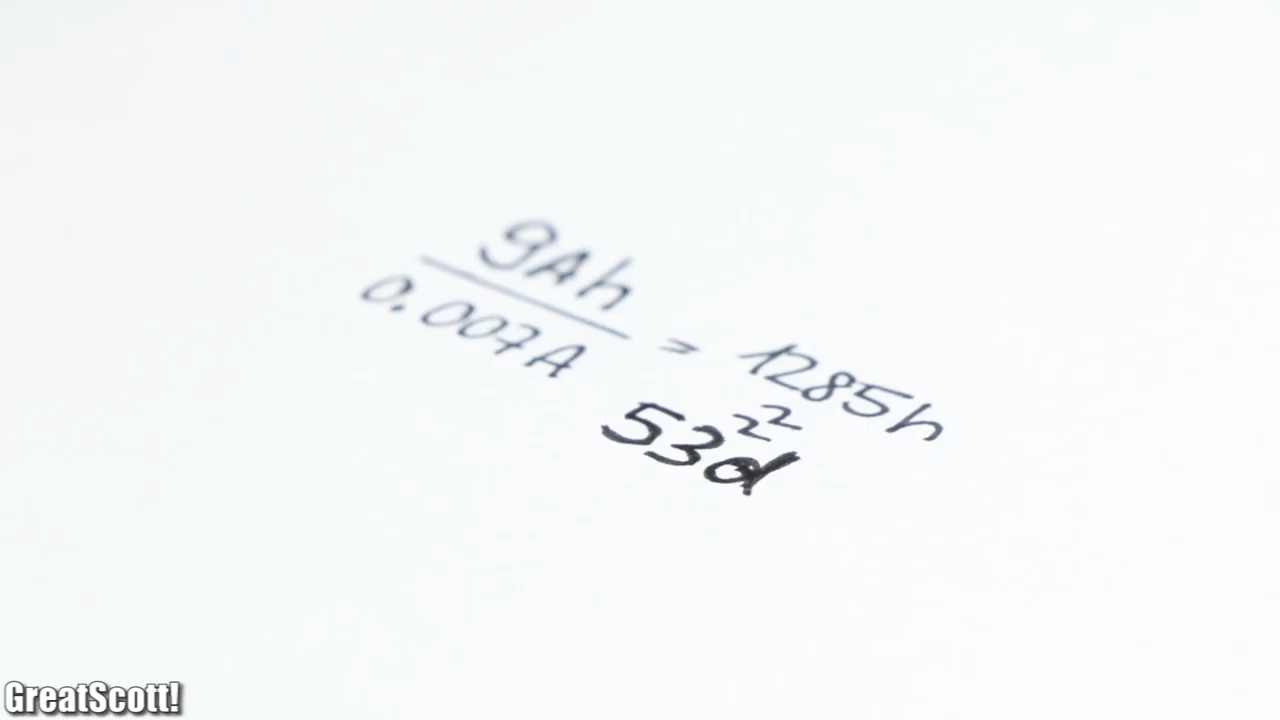 9Ah
0.007A
= 1285h
≈ 53d
GreatScott!